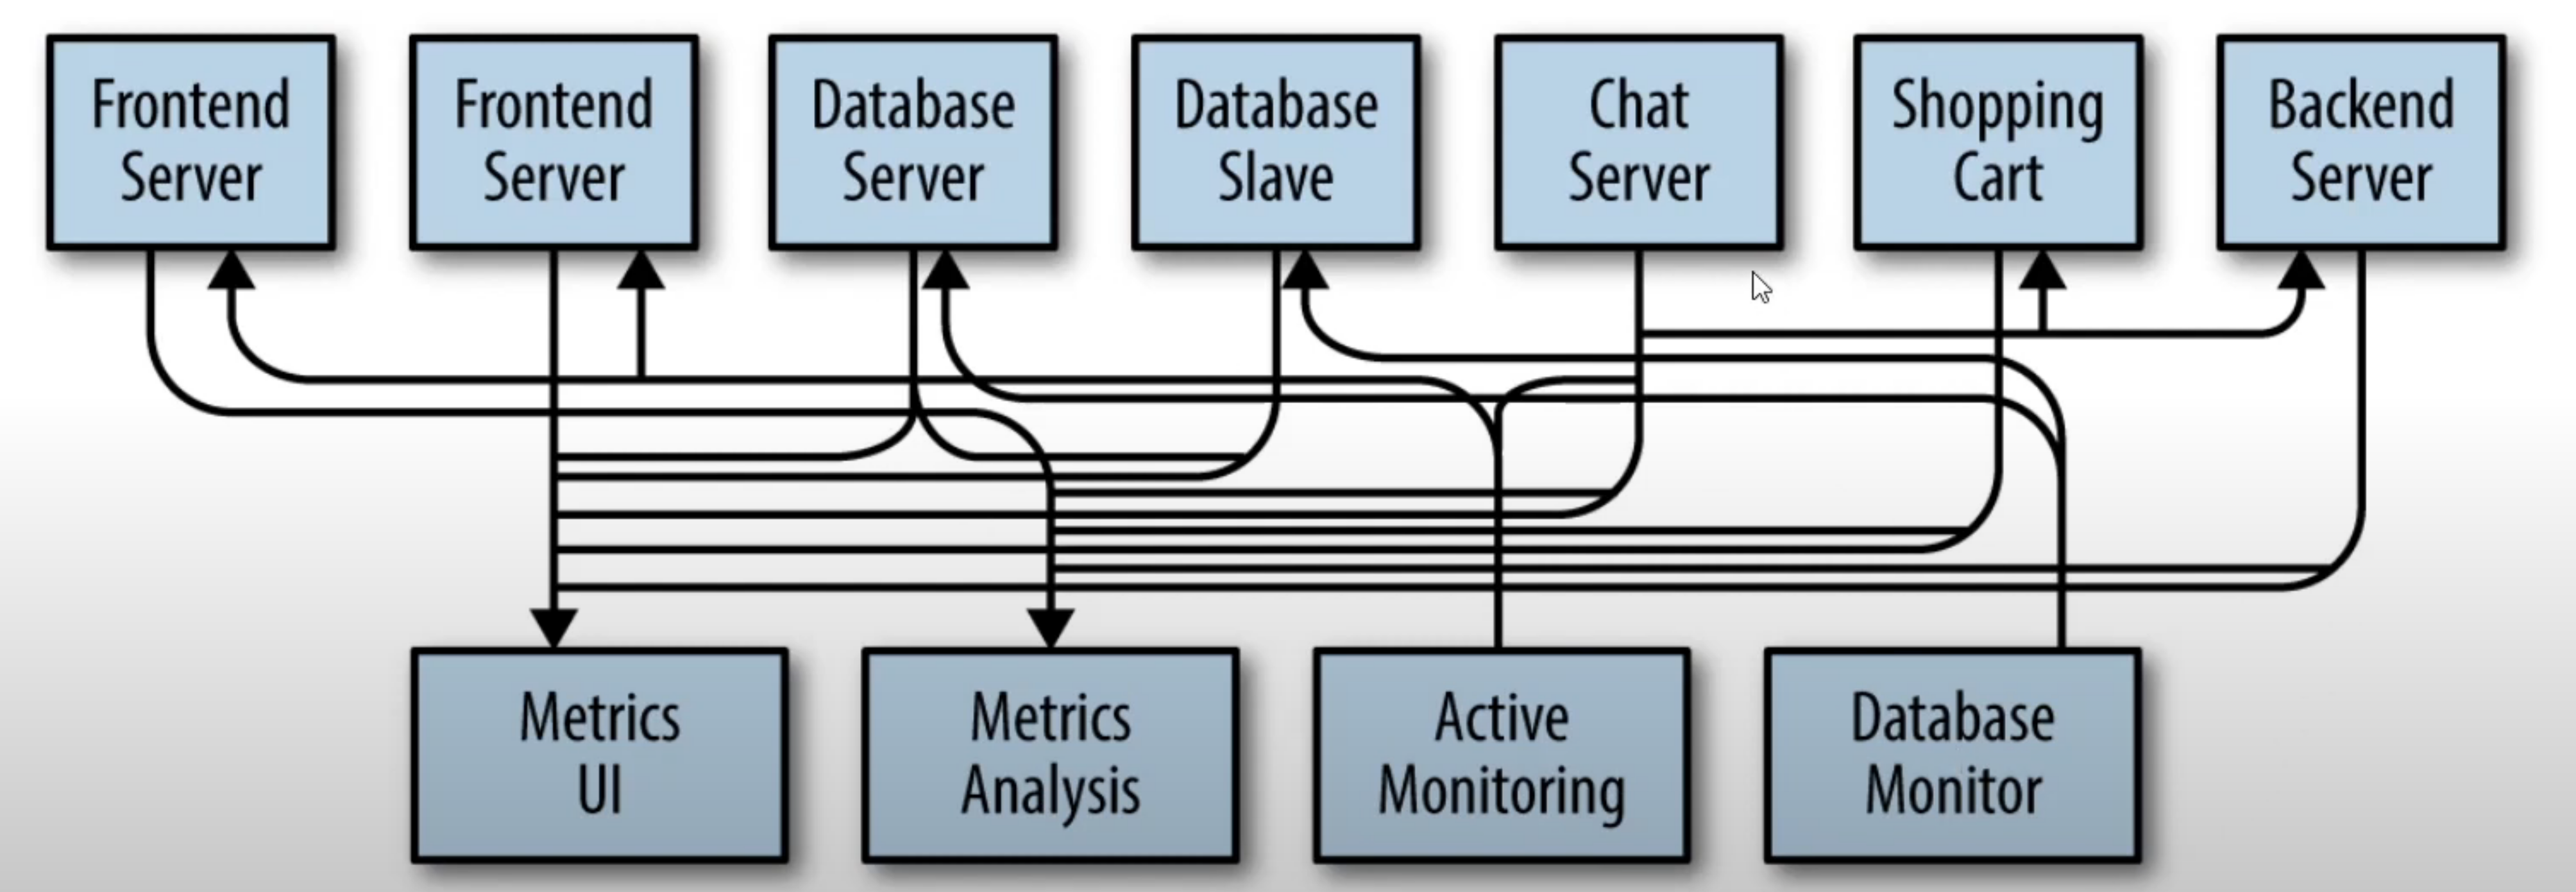 Frontend
Server
Frontend
Server
Database
Server
Database
Slave
Chat
Server
Shopping
Cart
Backend
Server
Metrics
UI
Metrics
Analysis
Active
Monitoring
Database
Monitor